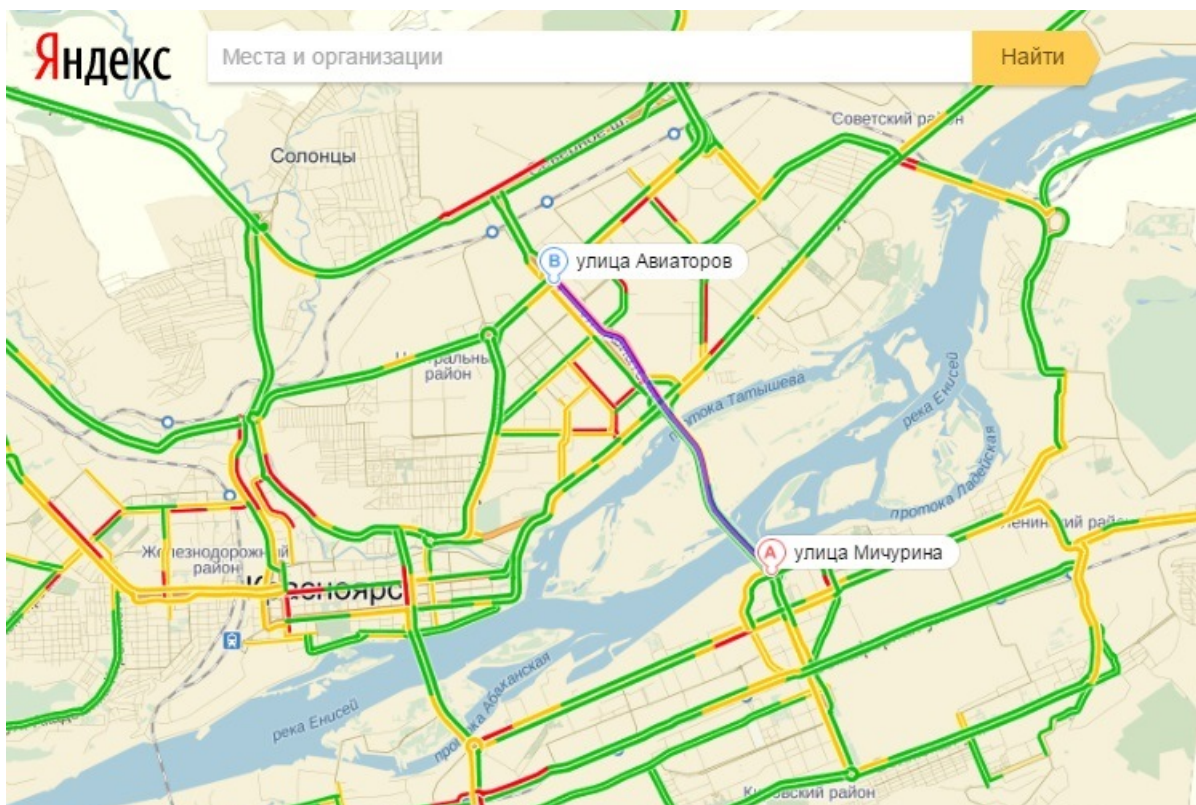 Яндекс
Места и организации
Найти
Советский район
Солонцы
B
улица Авиаторов
Центральный
район
протока Татышева
река Енисей
протока Ладейская
A
улица Мичурина
Ленинский район
Железнодорожный
район
Красноярск
река Енисей
протока Абаканская
Кировский район